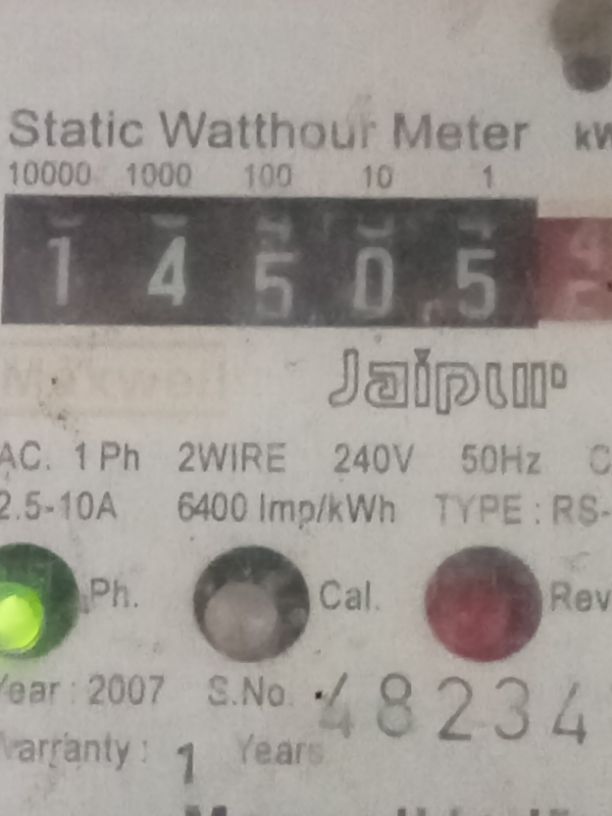 Static Watthour Meter kW
10000 1000 100 10 1
1 4 5 0 5
Maxwell
Jaipur
AC. 1 Ph 2WIRE 240V 50Hz C
2.5-10A 6400 Imp/kWh TYPE : RS-
Ph. Cal. Rev
Year : 2007 S.No. 48234
Warranty : 1 Years